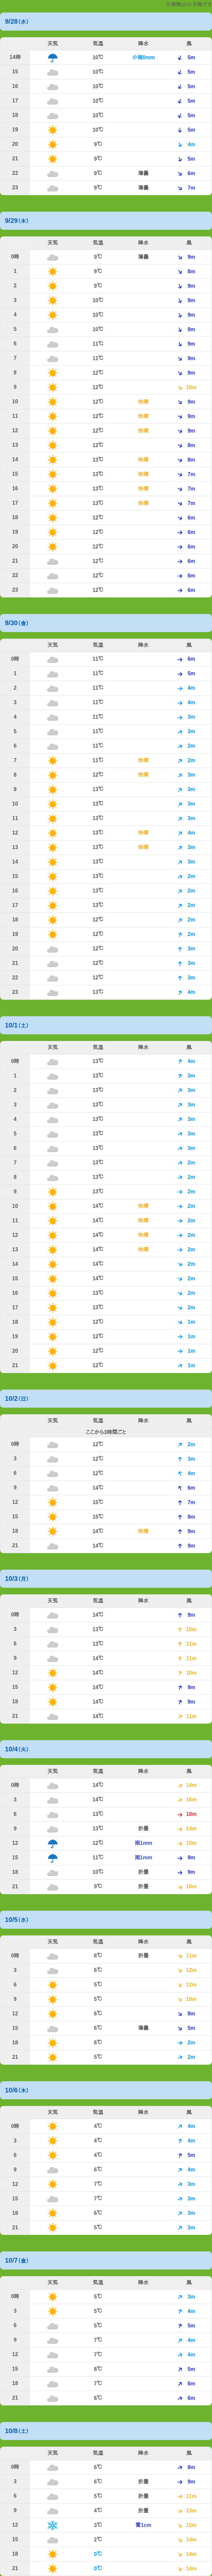 ※乗鞍山の予報です
9/28(水)
天気 気温 降水 風
14時 10℃ 小雨0mm 5m
15 10℃ 5m
16 10℃ 5m
17 10℃ 5m
18 10℃ 5m
19 10℃ 5m
20 9℃ 4m
21 9℃ 5m
22 9℃ 薄曇 6m
23 9℃ 薄曇 7m
9/29(木)
天気 気温 降水 風
0時 9℃ 薄曇 9m
1 9℃ 8m
2 9℃ 9m
3 10℃ 9m
4 10℃ 9m
5 10℃ 9m
6 11℃ 9m
7 11℃ 9m
8 12℃ 9m
9 12℃ 10m
10 12℃ 快晴 9m
11 12℃ 快晴 9m
12 12℃ 快晴 9m
13 12℃ 8m
14 13℃ 快晴 8m
15 13℃ 快晴 7m
16 13℃ 快晴 7m
17 13℃ 快晴 7m
18 12℃ 6m
19 12℃ 6m
20 12℃ 6m
21 12℃ 6m
22 12℃ 6m
23 12℃ 6m
9/30(金)
天気 気温 降水 風
0時 11℃ 6m
1 11℃ 5m
2 11℃ 4m
3 11℃ 4m
4 11℃ 3m
5 11℃ 3m
6 11℃ 2m
7 11℃ 快晴 2m
8 12℃ 快晴 3m
9 13℃ 3m
10 13℃ 3m
11 13℃ 3m
12 13℃ 快晴 4m
13 13℃ 快晴 3m
14 13℃ 3m
15 13℃ 2m
16 13℃ 2m
17 13℃ 2m
18 12℃ 2m
19 12℃ 2m
20 12℃ 3m
21 12℃ 3m
22 12℃ 3m
23 13℃ 4m
10/1(土)
天気 気温 降水 風
0時 13℃ 4m
1 13℃ 3m
2 13℃ 3m
3 13℃ 3m
4 13℃ 3m
5 13℃ 3m
6 13℃ 3m
7 13℃ 2m
8 13℃ 2m
9 13℃ 2m
10 14℃ 快晴 2m
11 14℃ 快晴 2m
12 14℃ 快晴 2m
13 14℃ 快晴 2m
14 14℃ 2m
15 14℃ 2m
16 13℃ 2m
17 13℃ 2m
18 12℃ 1m
19 12℃ 1m
20 12℃ 1m
21 12℃ 1m
10/2(日)
天気 気温 降水 風
ここから3時間ごと
0時 12℃ 2m
3 12℃ 3m
6 12℃ 4m
9 14℃ 6m
12 15℃ 7m
15 15℃ 8m
18 14℃ 快晴 9m
21 14℃ 9m
10/3(月)
天気 気温 降水 風
0時 14℃ 9m
3 13℃ 10m
6 13℃ 11m
9 14℃ 11m
12 14℃ 10m
15 14℃ 9m
18 14℃ 9m
21 14℃ 11m
10/4(火)
天気 気温 降水 風
0時 14℃ 14m
3 14℃ 16m
6 13℃ 18m
9 13℃ 折曇 14m
12 12℃ 雨1mm 10m
15 11℃ 雨1mm 9m
18 10℃ 折曇 9m
21 9℃ 折曇 10m
10/5(水)
天気 気温 降水 風
0時 8℃ 折曇 11m
3 6℃ 12m
6 5℃ 12m
9 5℃ 10m
12 6℃ 8m
15 6℃ 薄曇 5m
18 6℃ 2m
21 5℃ 2m
10/6(木)
天気 気温 降水 風
0時 4℃ 4m
3 4℃ 4m
6 4℃ 5m
9 6℃ 4m
12 7℃ 3m
15 7℃ 3m
18 6℃ 3m
21 5℃ 3m
10/7(金)
天気 気温 降水 風
0時 5℃ 3m
3 5℃ 4m
6 5℃ 5m
9 7℃ 4m
12 7℃ 4m
15 8℃ 5m
18 7℃ 6m
21 6℃ 6m
10/8(土)
天気 気温 降水 風
0時 6℃ 8m
3 6℃ 折曇 9m
6 5℃ 折曇 11m
9 4℃ 折曇 13m
12 3℃ 雪1cm 15m
15 2℃ 14m
18 0℃ 14m
21 0℃ 14m